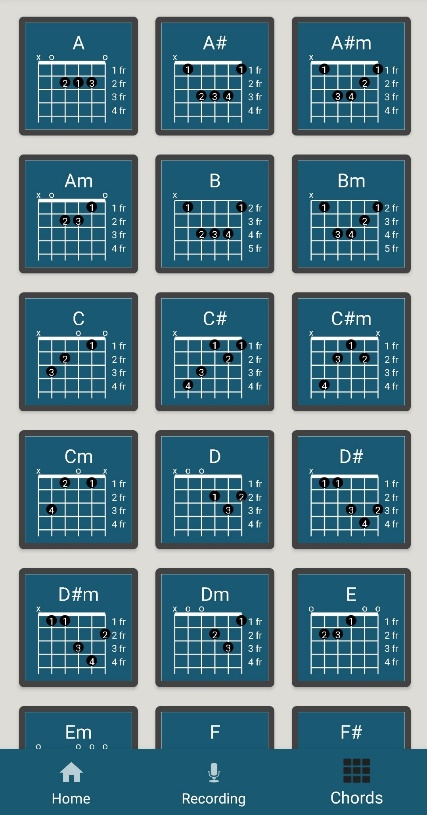 A A# A#m
x o o x x
1 1 1 fr 1 1 1 fr
2 1 3 2 fr 2 fr 2 2 fr
3 fr 2 3 4 3 fr 3 4 3 fr
4 fr 4 fr 4 fr
Am B Bm
x o o x x
1 1 fr 1 1 2 fr 1 1 2 fr
2 3 2 fr 3 fr 2 3 fr
3 fr 2 3 4 4 fr 3 4 4 fr
4 fr 5 fr 5 fr
C C# C#m
x o o x x x
1 1 fr 1 1 1 fr 1 1 fr
2 2 fr 2 2 fr 3 2 2 fr
3 3 fr 3 3 fr 3 fr
4 fr 4 4 fr 4 4 fr
Cm D D#
x o x x o o x
2 1 1 fr 1 fr 1 1 1 fr
2 fr 1 2 2 fr 2 fr
4 3 fr 3 3 fr 3 2 3 fr
4 fr 4 fr 4 4 fr
D#m Dm E
x x o o o o o
1 1 1 fr 1 1 fr 1 1 fr
2 2 fr 2 2 fr 2 3 2 fr
3 3 fr 3 3 fr 3 fr
4 4 fr 4 fr 4 fr
Em F F#
o o o o
Home Recording Chords